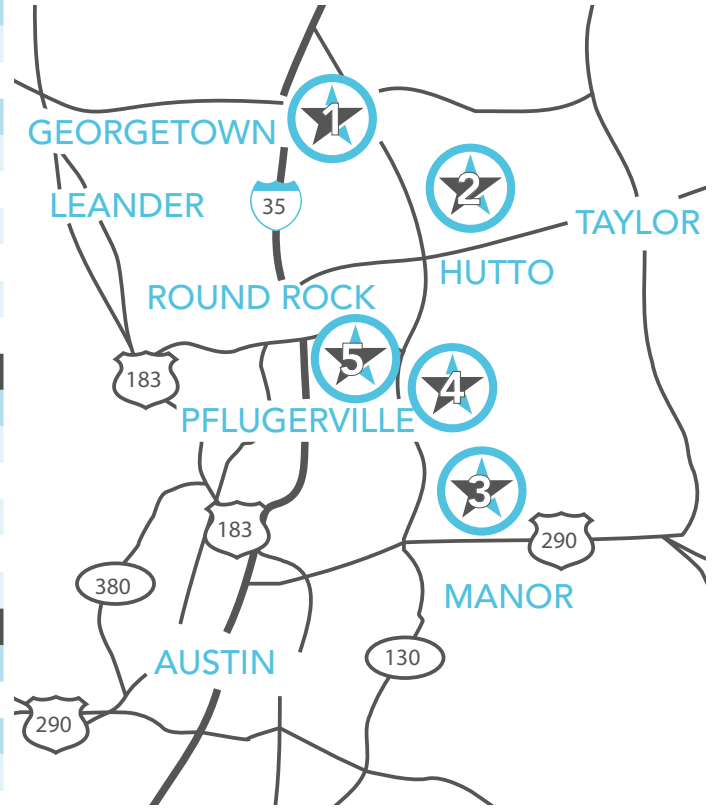 1
GEORGETOWN
2
LEANDER
35
TAYLOR
HUTTO
ROUND ROCK
5
183
4
PFLUGERVILLE
3
183
290
380
MANOR
130
AUSTIN
290